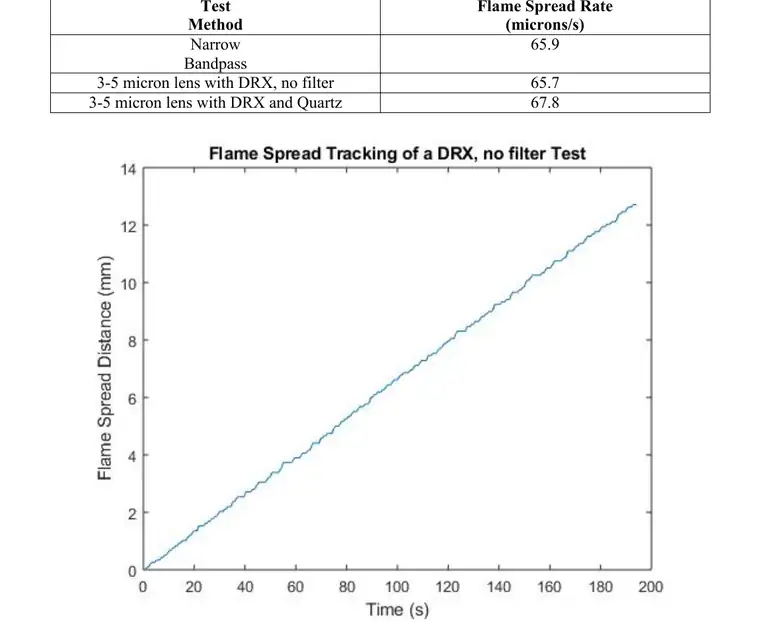 Test
Method
Flame Spread Rate
(microns/s)
Narrow
Bandpass
65.9
3-5 micron lens with DRX, no filter
65.7
3-5 micron lens with DRX and Quartz
67.8
Flame Spread Tracking of a DRX, no filter Test
14
12
10
8
6
4
2
0
Flame Spread Distance (mm)
0 20 40 60 80 100 120 140 160 180 200
Time (s)